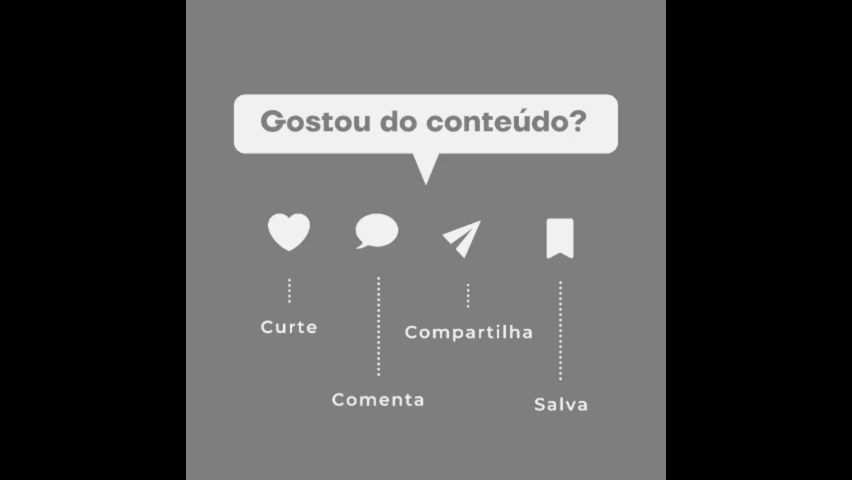 Gostou do conteúdo?
Curte
Compartilha
Comenta
Salva